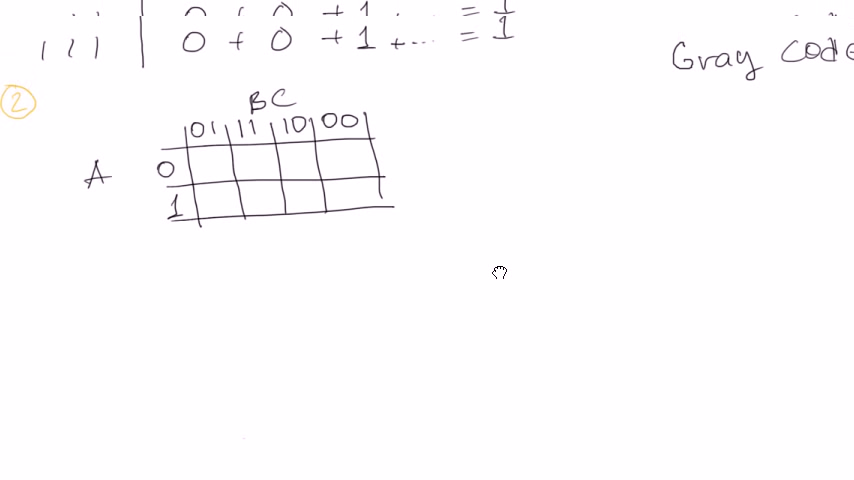 1 1 1 | 0 + 0 + 1 + ... = 1
Gray code
2
BC
01 11 10 00
A
0
1